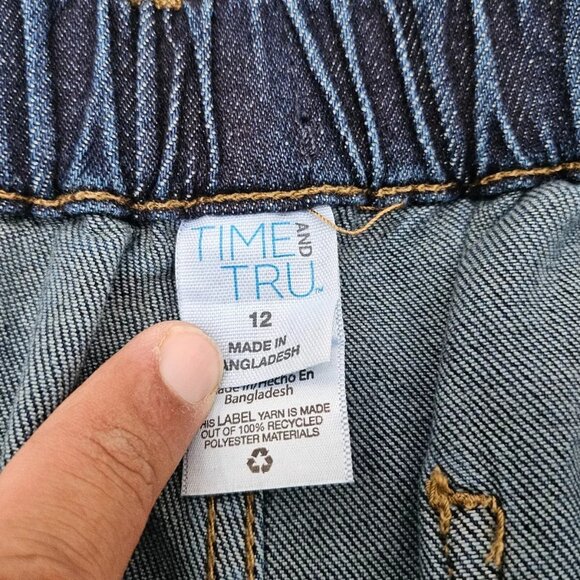 TIME AND
TRU™
12
MADE IN
ANGLADESH
ade in/Hecho En
Bangladesh
HIS LABEL YARN IS MADE
OUT OF 100% RECYCLED
POLYESTER MATERIALS